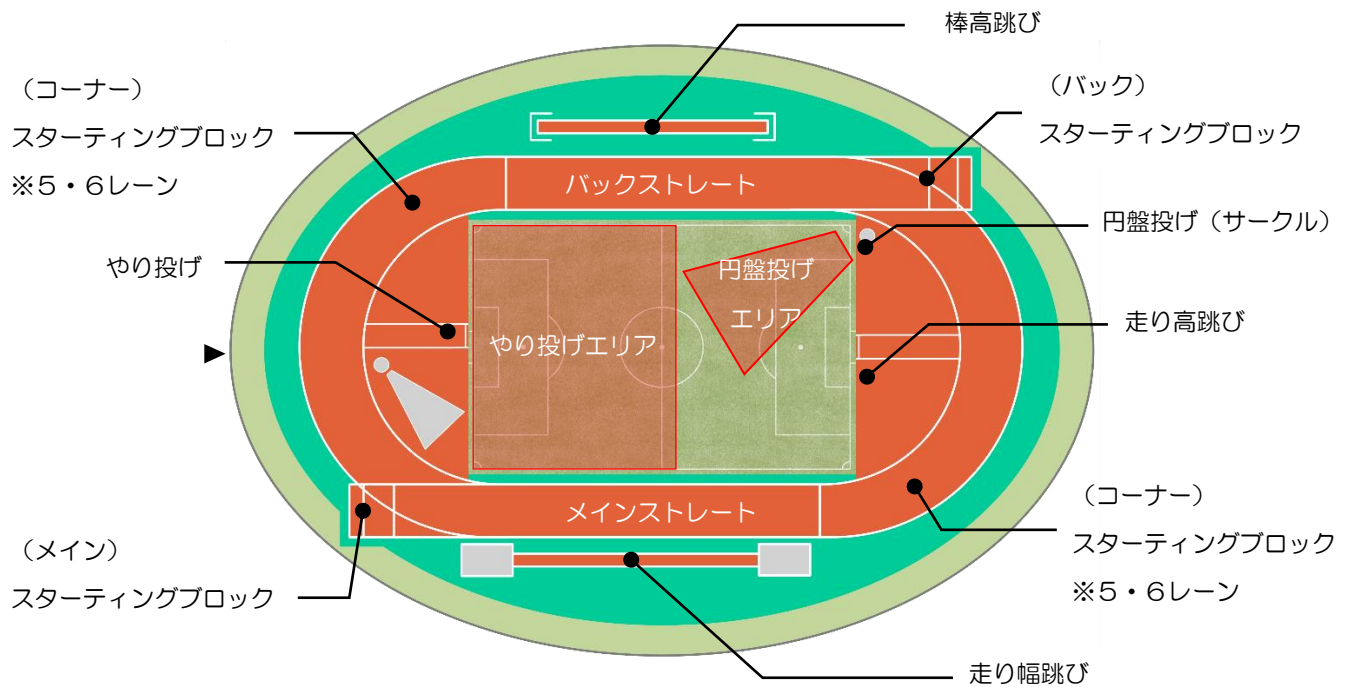 棒高跳び
（コーナー）
スターティングブロック
※５・６レーン
（バック）
スターティングブロック
バックストレート
円盤投げ（サークル）
やり投げ
円盤投げ
エリア
走り高跳び
やり投げエリア
メインストレート
（コーナー）
スターティングブロック
※５・６レーン
（メイン）
スターティングブロック
走り幅跳び